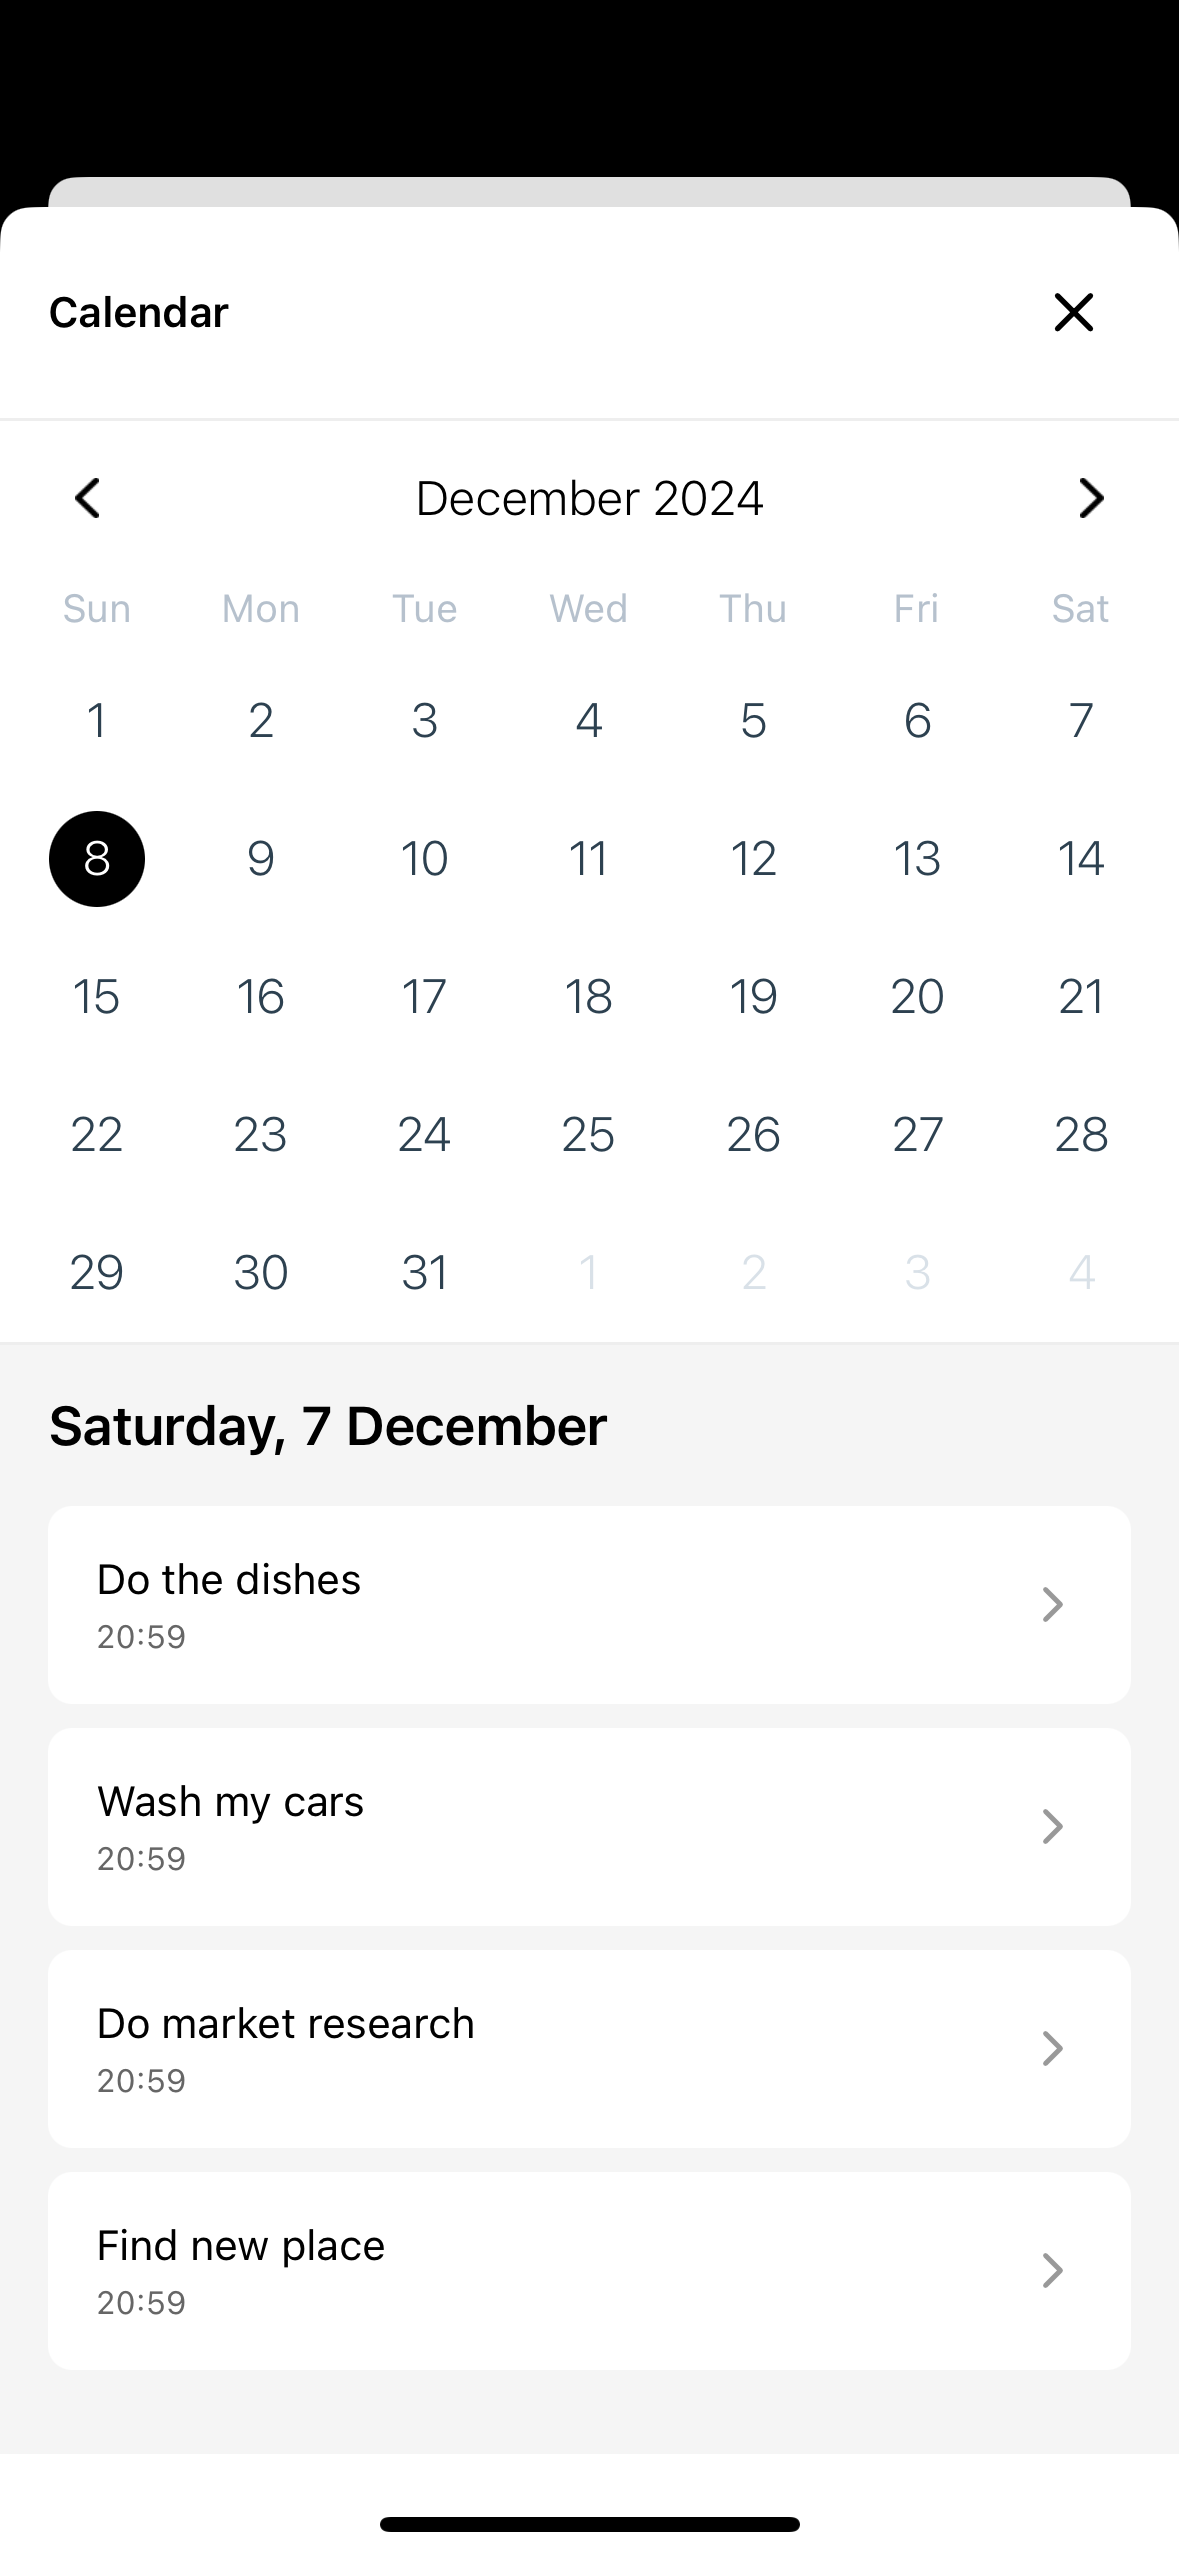 Calendar
December 2024
Sun Mon Tue Wed Thu Fri Sat
1 2 3 4 5 6 7
8 9 10 11 12 13 14
15 16 17 18 19 20 21
22 23 24 25 26 27 28
29 30 31 1 2 3 4
Saturday, 7 December
Do the dishes
20:59
Wash my cars
20:59
Do market research
20:59
Find new place
20:59